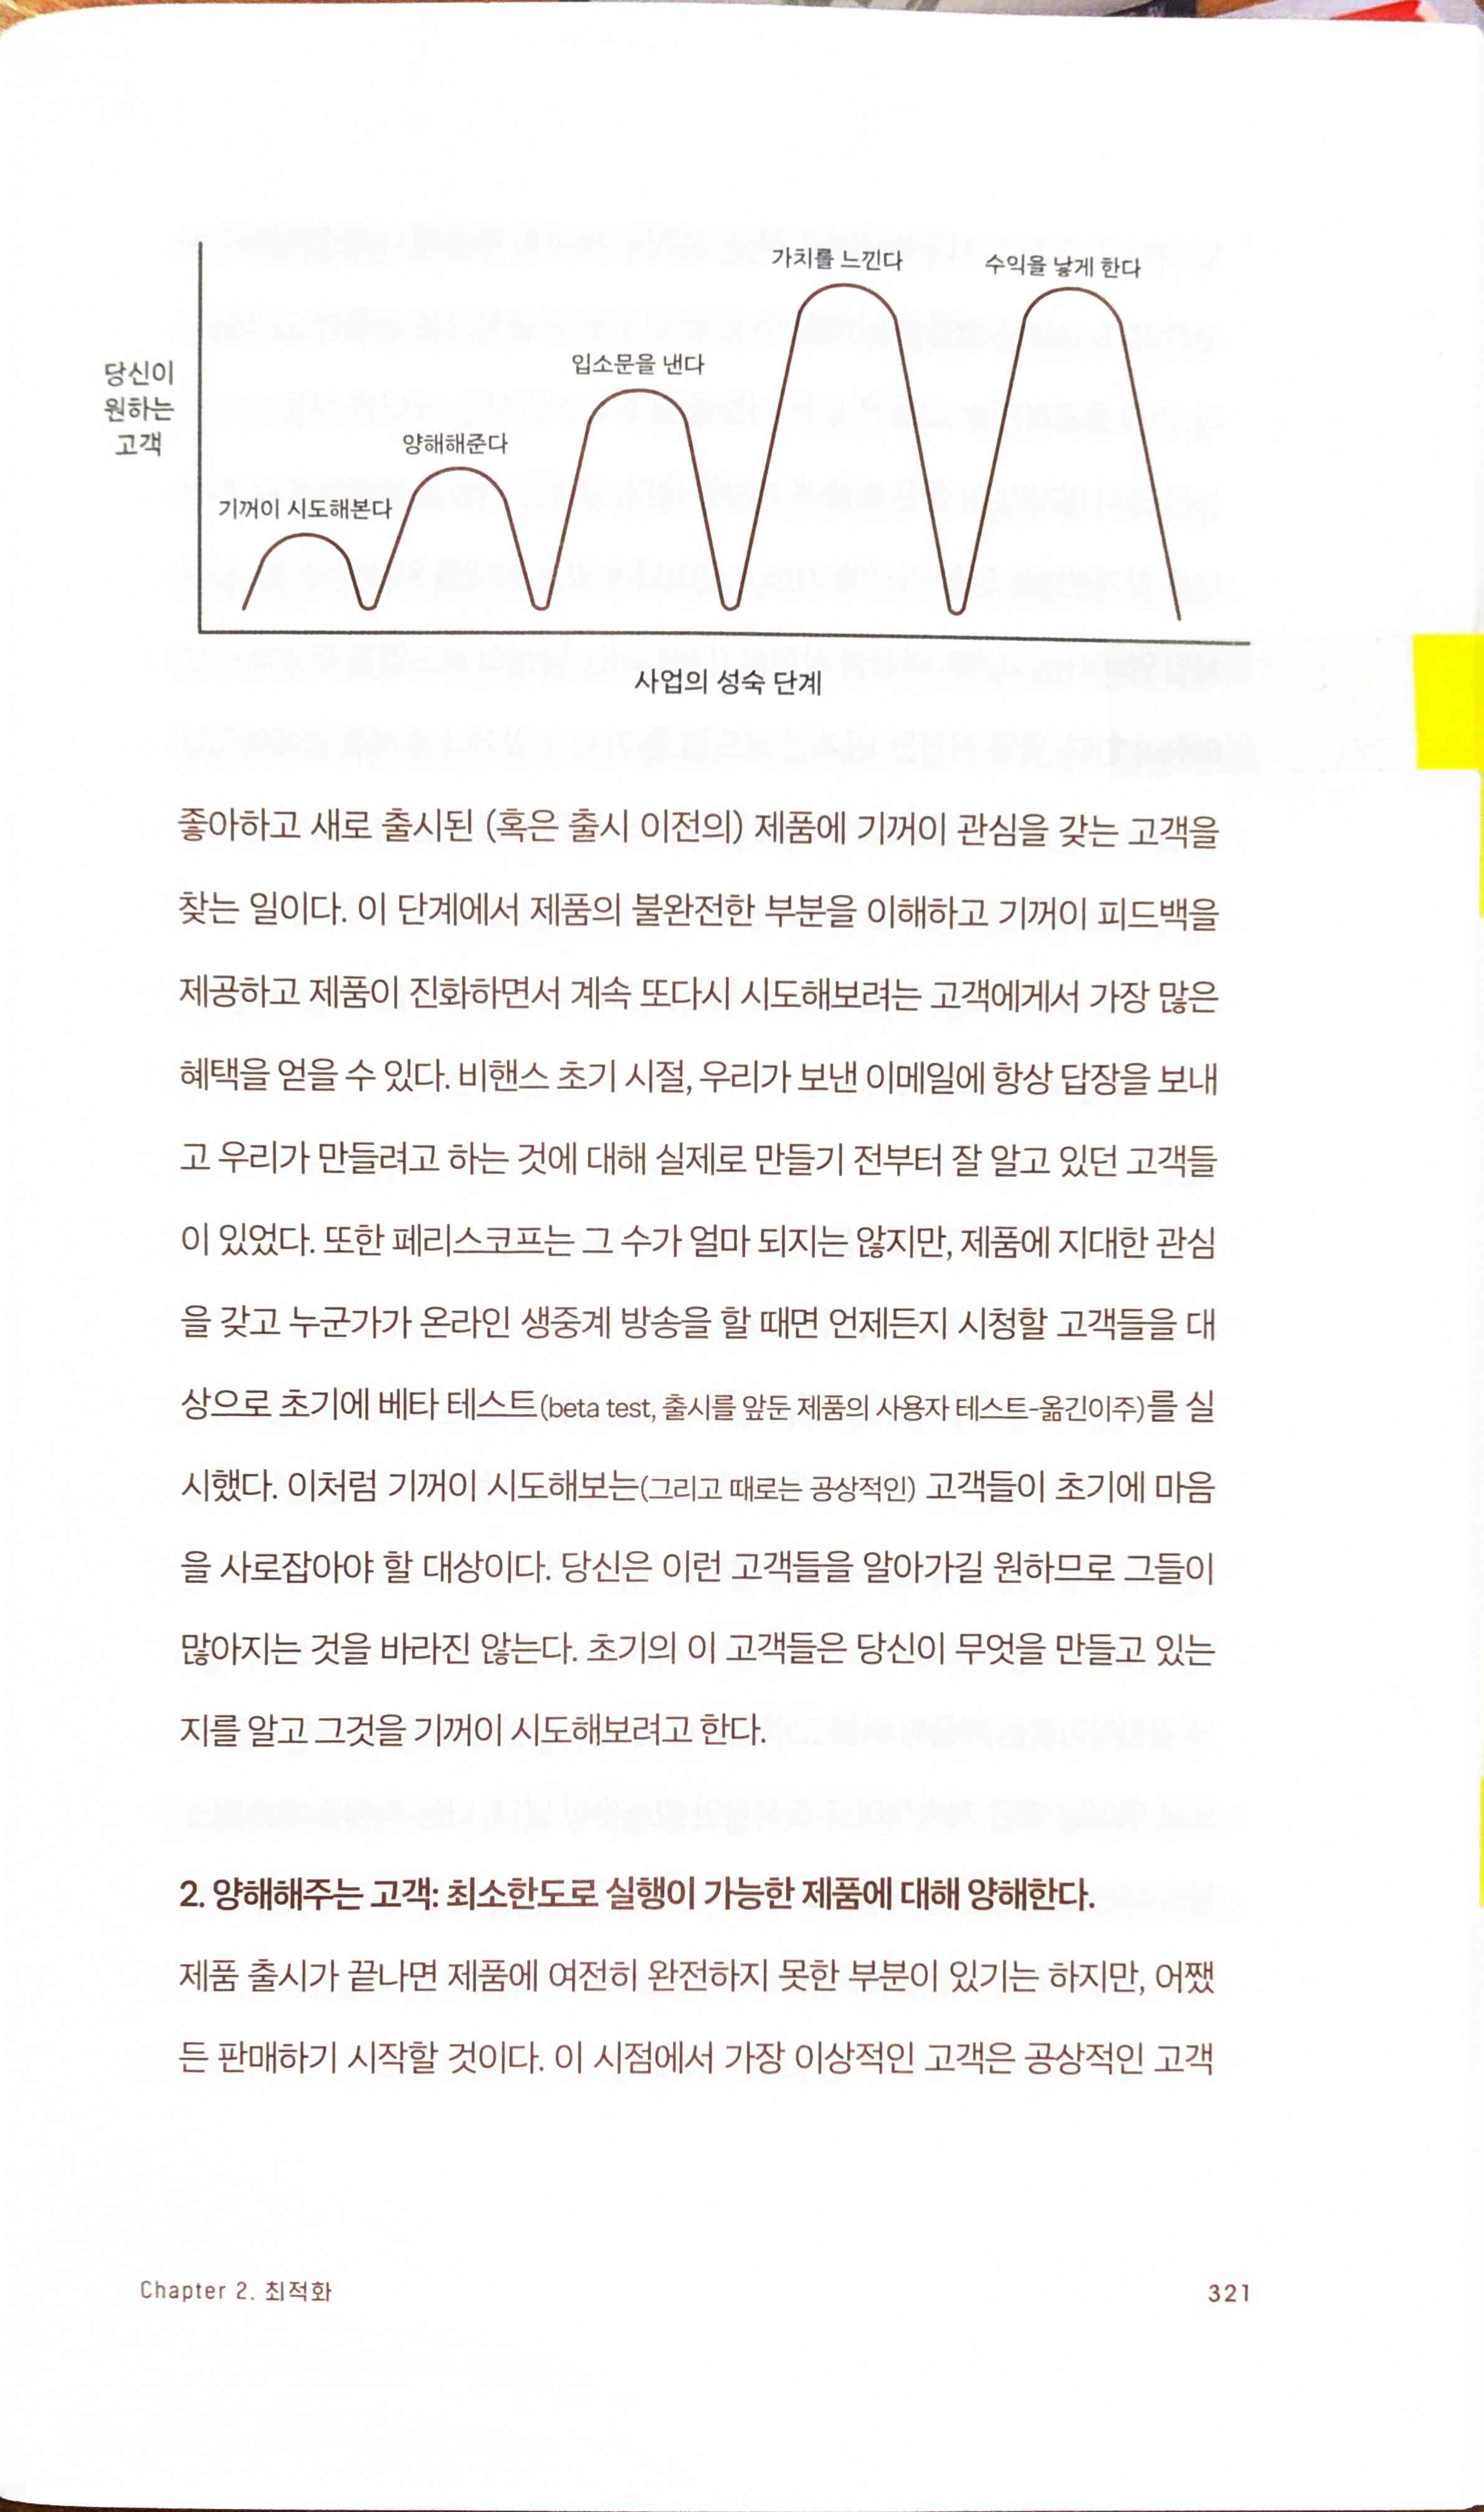 가치를 느낀다
수익을 낳게 한다
입소문을 낸다
당신이
원하는
고객
양해해준다
기꺼이 시도해본다
사업의 성숙 단계
좋아하고 새로 출시된 (혹은 출시 이전의) 제품에 기꺼이 관심을 갖는 고객을
찾는 일이다. 이 단계에서 제품의 불완전한 부분을 이해하고 기꺼이 피드백을
제공하고 제품이 진화하면서 계속 또다시 시도해보려는 고객에게서 가장 많은
혜택을 얻을 수 있다. 비핸스 초기 시절, 우리가 보낸 이메일에 항상 답장을 보내
고 우리가 만들려고 하는 것에 대해 실제로 만들기 전부터 잘 알고 있던 고객들
이 있었다. 또한 페리스코프는 그 수가 얼마 되지는 않지만, 제품에 지대한 관심
을 갖고 누군가가 온라인 생중계 방송을 할 때면 언제든지 시청할 고객들을 대
상으로 초기에 베타 테스트(beta test, 출시를 앞둔 제품의 사용자 테스트-옮긴이주)를 실
시했다. 이처럼 기꺼이 시도해보는(그리고 때로는 공상적인) 고객들이 초기에 마음
을 사로잡아야 할 대상이다. 당신은 이런 고객들을 알아가길 원하므로 그들이
많아지는 것을 바라진 않는다. 초기의 이 고객들은 당신이 무엇을 만들고 있는
지를 알고 그것을 기꺼이 시도해보려고 한다.
2. 양해해주는 고객: 최소한도로 실행이 가능한 제품에 대해 양해한다.
제품 출시가 끝나면 제품에 여전히 완전하지 못한 부분이 있기는 하지만, 어쨌
든 판매하기 시작할 것이다. 이 시점에서 가장 이상적인 고객은 공상적인 고객
Chapter 2. 최적화
321